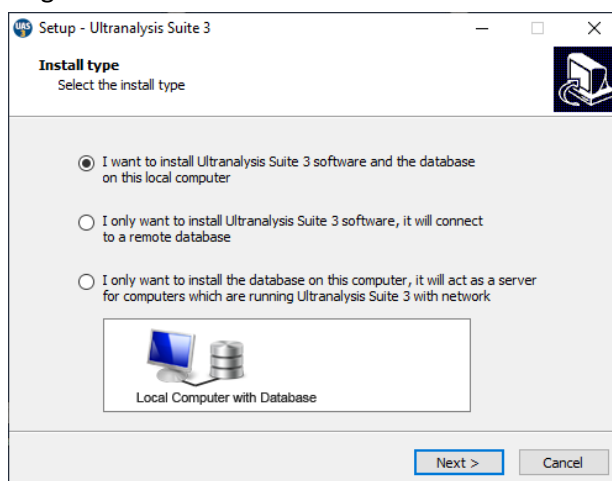 UAS
3
Setup - Ultranalysis Suite 3
Install type
Select the install type
I want to install Ultranalysis Suite 3 software and the database
on this local computer
I only want to install Ultranalysis Suite 3 software, it will connect
to a remote database
I only want to install the database on this computer, it will act as a server
for computers which are running Ultranalysis Suite 3 with network
Local Computer with Database
Next >
Cancel